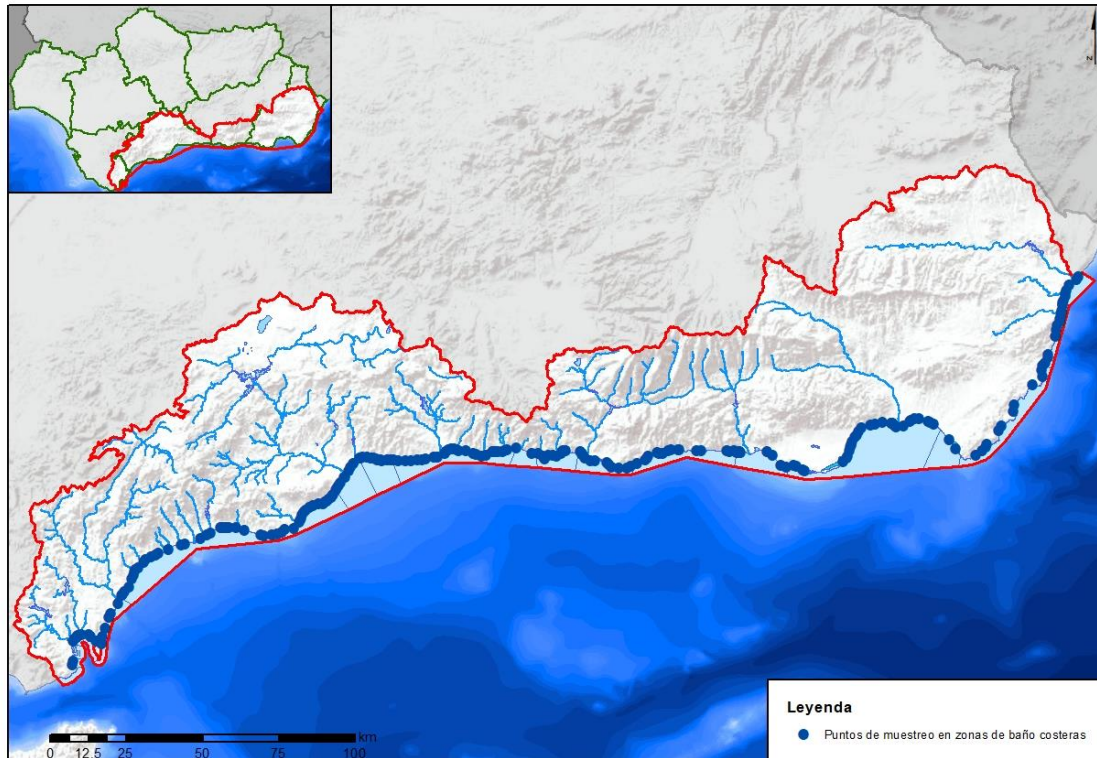 N
km
0 12.5 25 50 75 100
Leyenda
Puntos de muestreo en zonas de baño costeras